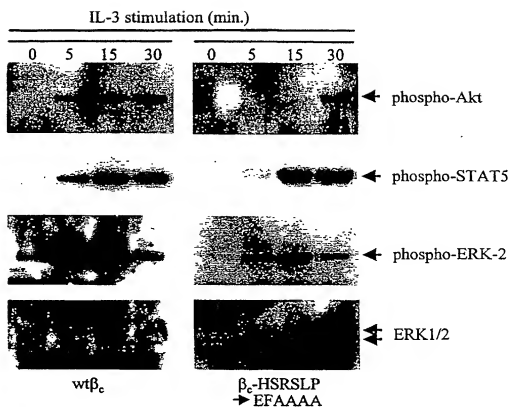 IL-3 stimulation (min.)
0 5 15 30 0 5 15 30
phospho-Akt
phospho-STAT5
phospho-ERK-2
ERK1/2
wtβc βc-HSRSLP
→ EFAAAA